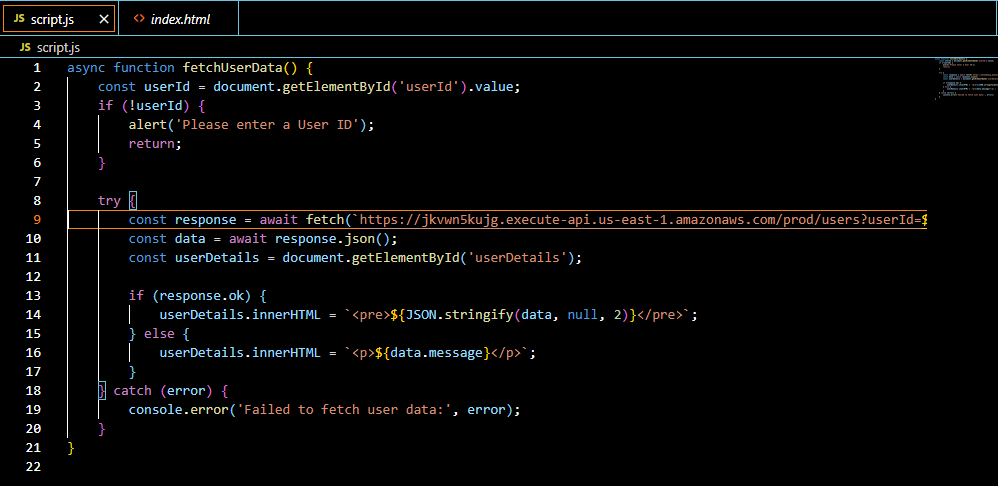 JS script.js × <> index.html
JS script.js
1 async function fetchUserData() {
2 const userId = document.getElementById('userId').value;
3 if (!userId) {
4 alert('Please enter a User ID');
5 return;
6 }
7
8 try {
9 const response = await fetch(`https://jkvwn5kujg.execute-api.us-east-1.amazonaws.com/prod/users?userId=$
10 const data = await response.json();
11 const userDetails = document.getElementById('userDetails');
12
13 if (response.ok) {
14 userDetails.innerHTML = `<pre>${JSON.stringify(data, null, 2)}</pre>`;
15 } else {
16 userDetails.innerHTML = `<p>${data.message}</p>`;
17 }
18 } catch (error) {
19 console.error('Failed to fetch user data:', error);
20 }
21 }
22